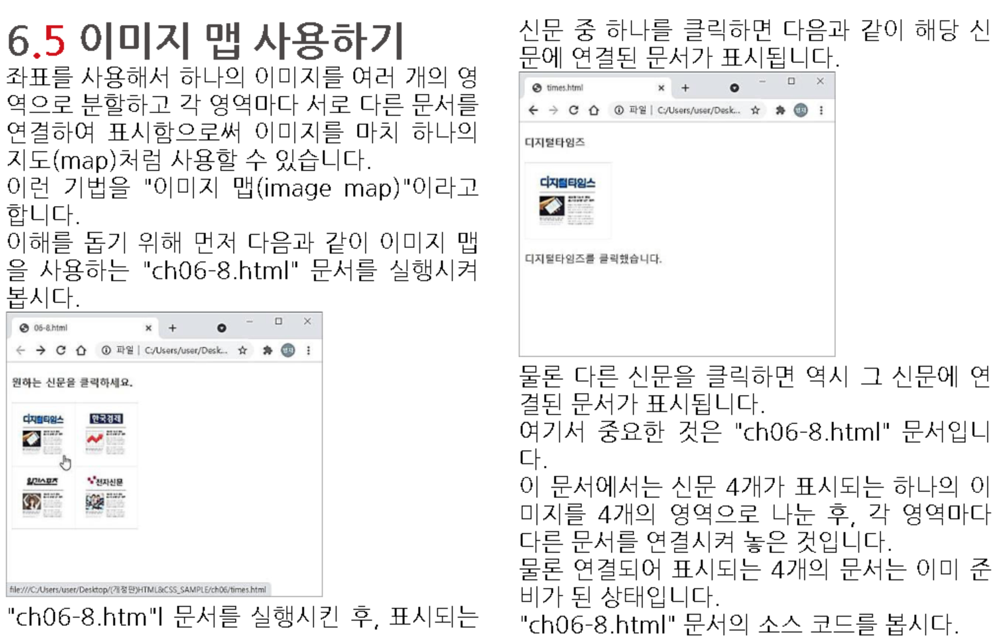 6.5 이미지 맵 사용하기
좌표를 사용해서 하나의 이미지를 여러 개의 영
역으로 분할하고 각 영역마다 서로 다른 문서를
연결하여 표시함으로써 이미지를 마치 하나의
지도(map)처럼 사용할 수 있습니다.
이런 기법을 "이미지 맵(image map)"이라고
합니다.
이해를 돕기 위해 먼저 다음과 같이 이미지 맵
을 사용하는 "ch06-8.html" 문서를 실행시켜
봅시다.
06-8.html
파일 | C:/Users/user/Desk...
원하는 신문을 클릭하세요.
디지털타임스 한국경제
일간스포츠 전자신문
file:///C:/Users/user/Desktop/(개정판)HTML&CSS_SAMPLE/ch06/times.html
"ch06-8.htm"l 문서를 실행시킨 후, 표시되는
신문 중 하나를 클릭하면 다음과 같이 해당 신
문에 연결된 문서가 표시됩니다.
times.html
파일 | C:/Users/user/Desk...
디지털타임즈
디지털타임스
디지털타임즈를 클릭했습니다.
물론 다른 신문을 클릭하면 역시 그 신문에 연
결된 문서가 표시됩니다.
여기서 중요한 것은 "ch06-8.html" 문서입니
다.
이 문서에서는 신문 4개가 표시되는 하나의 이
미지를 4개의 영역으로 나눈 후, 각 영역마다
다른 문서를 연결시켜 놓은 것입니다.
물론 연결되어 표시되는 4개의 문서는 이미 준
비가 된 상태입니다.
"ch06-8.html" 문서의 소스 코드를 봅시다.